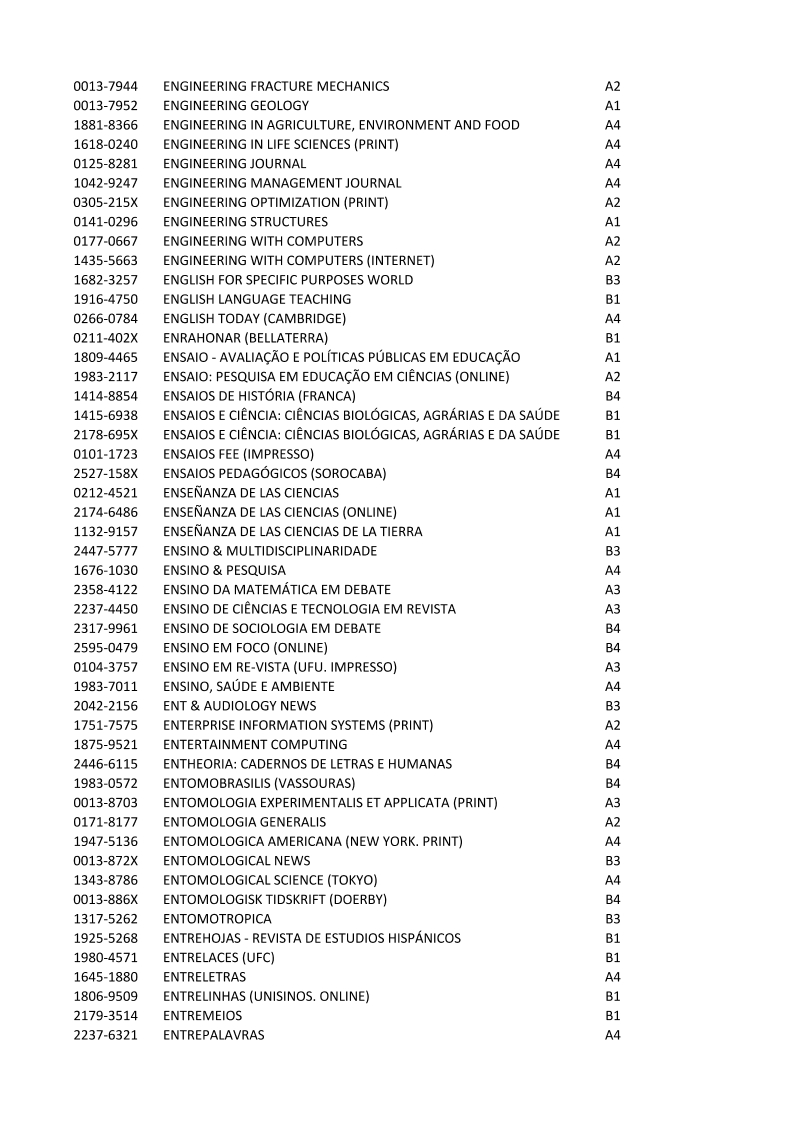 0013-7944 ENGINEERING FRACTURE MECHANICS A2
0013-7952 ENGINEERING GEOLOGY A1
1881-8366 ENGINEERING IN AGRICULTURE, ENVIRONMENT AND FOOD A4
1618-0240 ENGINEERING IN LIFE SCIENCES (PRINT) A4
0125-8281 ENGINEERING JOURNAL A4
1042-9247 ENGINEERING MANAGEMENT JOURNAL A4
0305-215X ENGINEERING OPTIMIZATION (PRINT) A2
0141-0296 ENGINEERING STRUCTURES A1
0177-0667 ENGINEERING WITH COMPUTERS A2
1435-5663 ENGINEERING WITH COMPUTERS (INTERNET) A2
1682-3257 ENGLISH FOR SPECIFIC PURPOSES WORLD B3
1916-4750 ENGLISH LANGUAGE TEACHING B1
0266-0784 ENGLISH TODAY (CAMBRIDGE) A4
0211-402X ENRAHONAR (BELLATERRA) B1
1809-4465 ENSAIO - AVALIAÇÃO E POLÍTICAS PÚBLICAS EM EDUCAÇÃO A1
1983-2117 ENSAIO: PESQUISA EM EDUCAÇÃO EM CIÊNCIAS (ONLINE) A2
1414-8854 ENSAIOS DE HISTÓRIA (FRANCA) B4
1415-6938 ENSAIOS E CIÊNCIA: CIÊNCIAS BIOLÓGICAS, AGRÁRIAS E DA SAÚDE B1
2178-695X ENSAIOS E CIÊNCIA: CIÊNCIAS BIOLÓGICAS, AGRÁRIAS E DA SAÚDE B1
0101-1723 ENSAIOS FEE (IMPRESSO) A4
2527-158X ENSAIOS PEDAGÓGICOS (SOROCABA) B4
0212-4521 ENSEÑANZA DE LAS CIENCIAS A1
2174-6486 ENSEÑANZA DE LAS CIENCIAS (ONLINE) A1
1132-9157 ENSEÑANZA DE LAS CIENCIAS DE LA TIERRA A1
2447-5777 ENSINO & MULTIDISCIPLINARIDADE B3
1676-1030 ENSINO & PESQUISA A4
2358-4122 ENSINO DA MATEMÁTICA EM DEBATE A3
2237-4450 ENSINO DE CIÊNCIAS E TECNOLOGIA EM REVISTA A3
2317-9961 ENSINO DE SOCIOLOGIA EM DEBATE B4
2595-0479 ENSINO EM FOCO (ONLINE) B4
0104-3757 ENSINO EM RE-VISTA (UFU. IMPRESSO) A3
1983-7011 ENSINO, SAÚDE E AMBIENTE A4
2042-2156 ENT & AUDIOLOGY NEWS B3
1751-7575 ENTERPRISE INFORMATION SYSTEMS (PRINT) A2
1875-9521 ENTERTAINMENT COMPUTING A4
2446-6115 ENTHEORIA: CADERNOS DE LETRAS E HUMANAS B4
1983-0572 ENTOMOBRASILIS (VASSOURAS) B4
0013-8703 ENTOMOLOGIA EXPERIMENTALIS ET APPLICATA (PRINT) A3
0171-8177 ENTOMOLOGIA GENERALIS A2
1947-5136 ENTOMOLOGICA AMERICANA (NEW YORK. PRINT) A4
0013-872X ENTOMOLOGICAL NEWS B3
1343-8786 ENTOMOLOGICAL SCIENCE (TOKYO) A4
0013-886X ENTOMOLOGISK TIDSKRIFT (DOERBY) B4
1317-5262 ENTOMOTROPICA B3
1925-5268 ENTREHOJAS - REVISTA DE ESTUDIOS HISPÁNICOS B1
1980-4571 ENTRELACES (UFC) B1
1645-1880 ENTRELETRAS A4
1806-9509 ENTRELINHAS (UNISINOS. ONLINE) B1
2179-3514 ENTREMEIOS B1
2237-6321 ENTREPALAVRAS A4